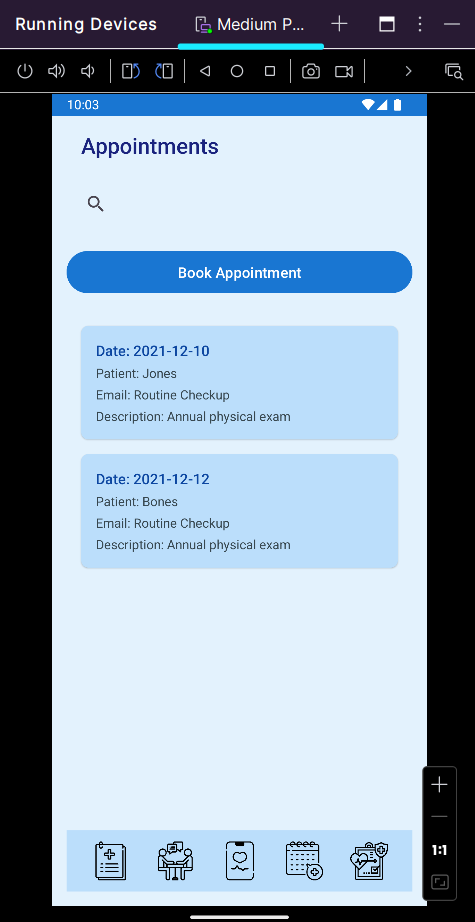 Running Devices
Medium P...
10:03
Appointments
Book Appointment
Date: 2021-12-10
Patient: Jones
Email: Routine Checkup
Description: Annual physical exam
Date: 2021-12-12
Patient: Bones
Email: Routine Checkup
Description: Annual physical exam
1:1